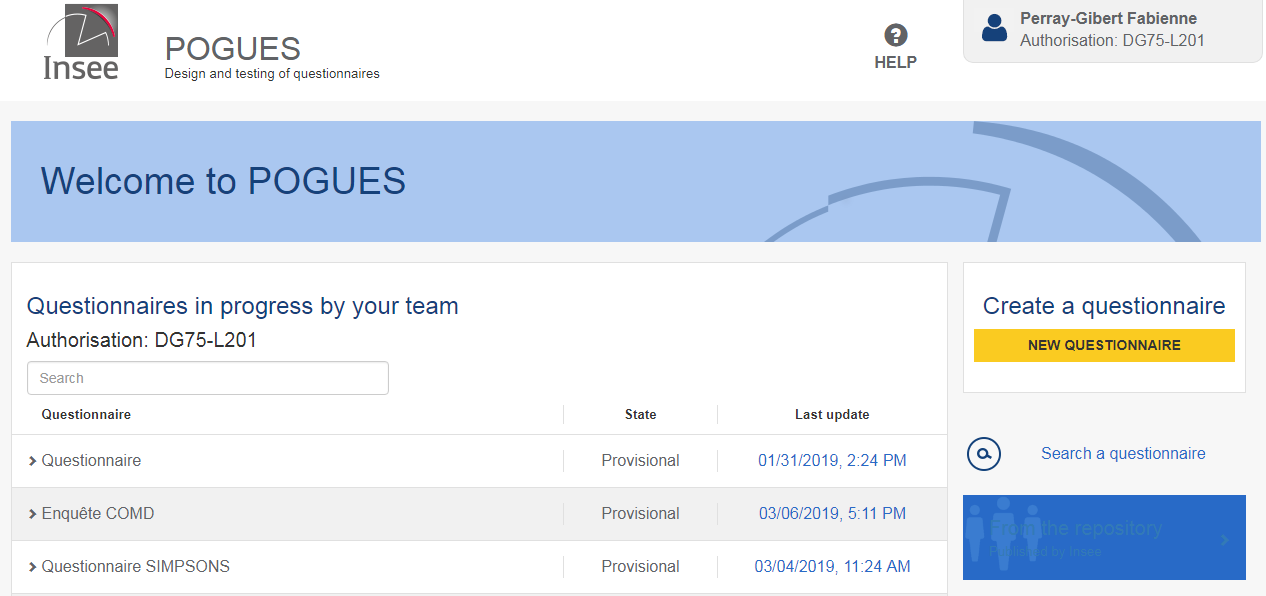 Insee
POGUES
Design and testing of questionnaires
HELP
Perray-Gibert Fabienne
Authorisation: DG75-L201
Welcome to POGUES
Questionnaires in progress by your team
Authorisation: DG75-L201
Search
Questionnaire State Last update
Questionnaire Provisional 01/31/2019, 2:24 PM
Enquête COMD Provisional 03/06/2019, 5:11 PM
Questionnaire SIMPSONS Provisional 03/04/2019, 11:24 AM
Create a questionnaire
NEW QUESTIONNAIRE
Search a questionnaire
From the repository
Published by Insee